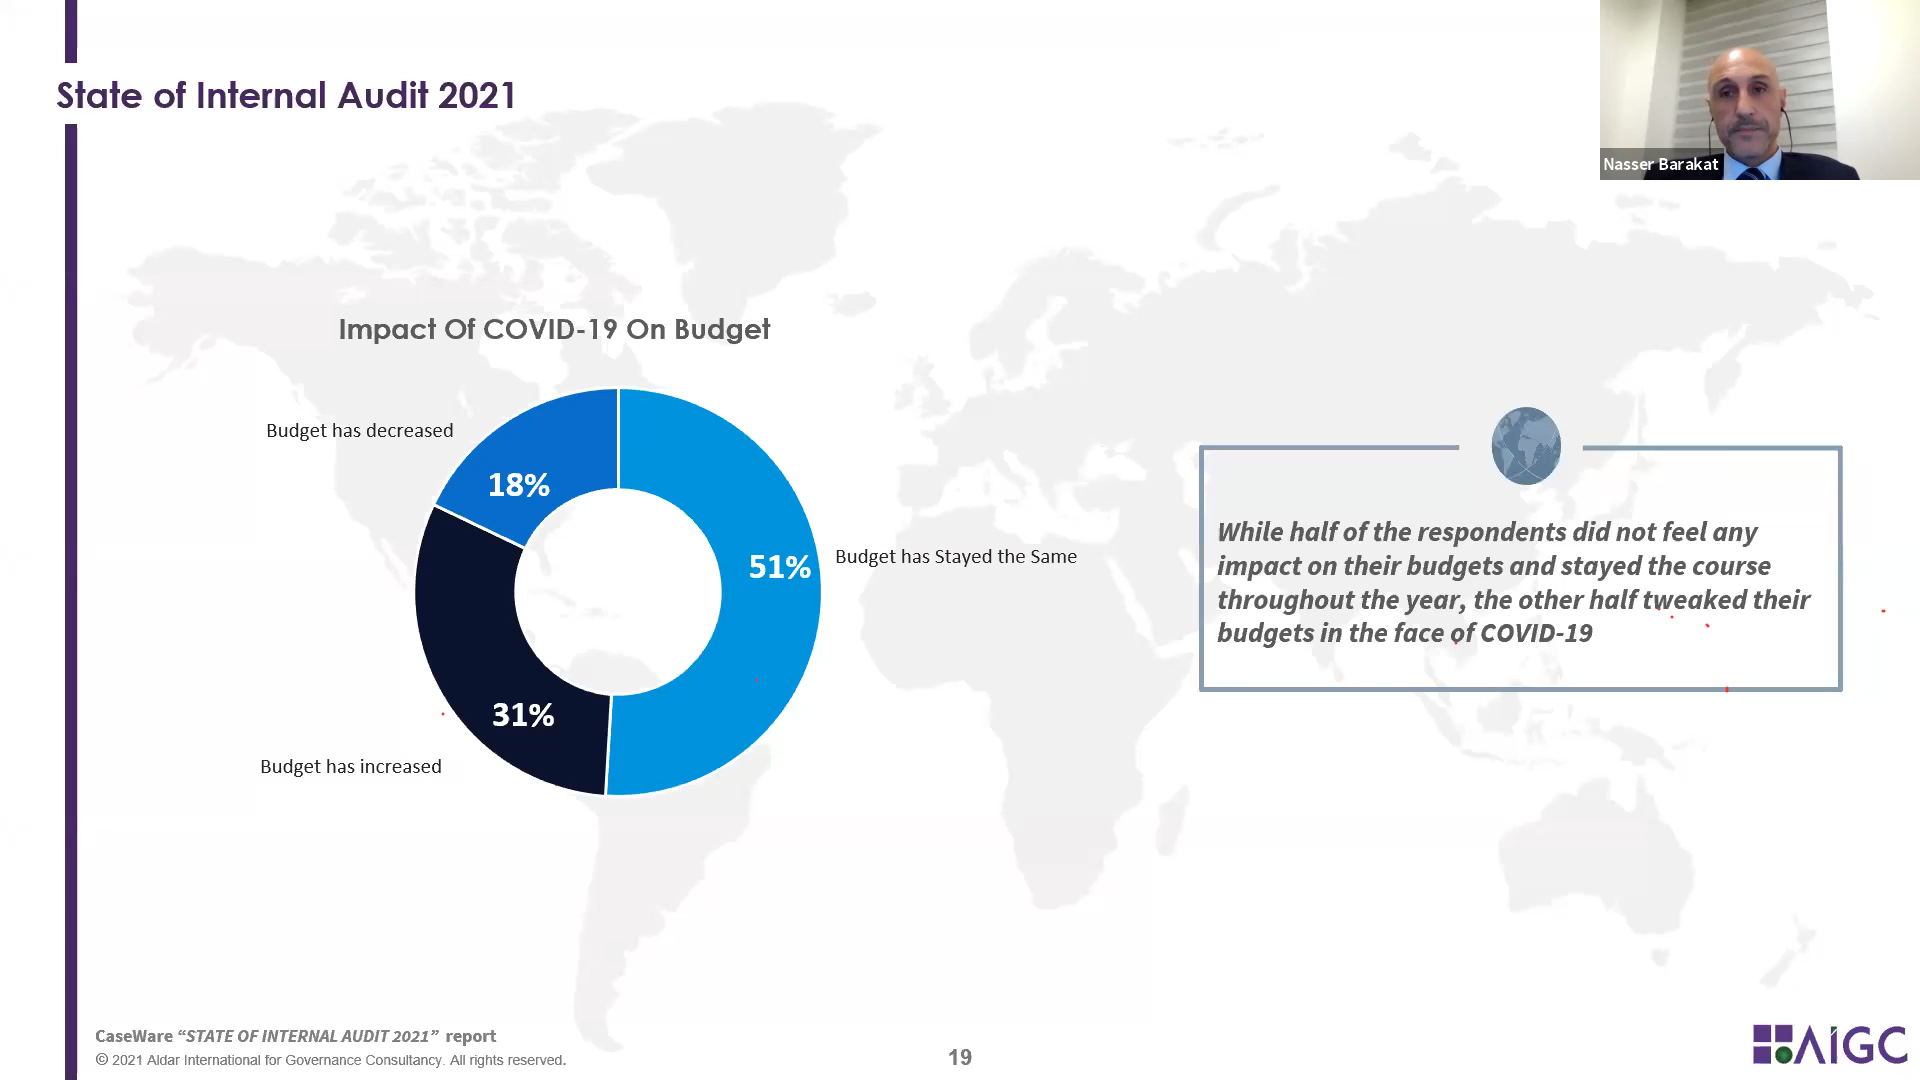 State of Internal Audit 2021
Nasser Barakat
Impact Of COVID-19 On Budget
Budget has decreased
18%
51%
Budget has Stayed the Same
31%
Budget has increased
While half of the respondents did not feel any
impact on their budgets and stayed the course
throughout the year, the other half tweaked their
budgets in the face of COVID-19
CaseWare “STATE OF INTERNAL AUDIT 2021” report
© 2021 Aldar International for Governance Consultancy. All rights reserved.
19
AIGC